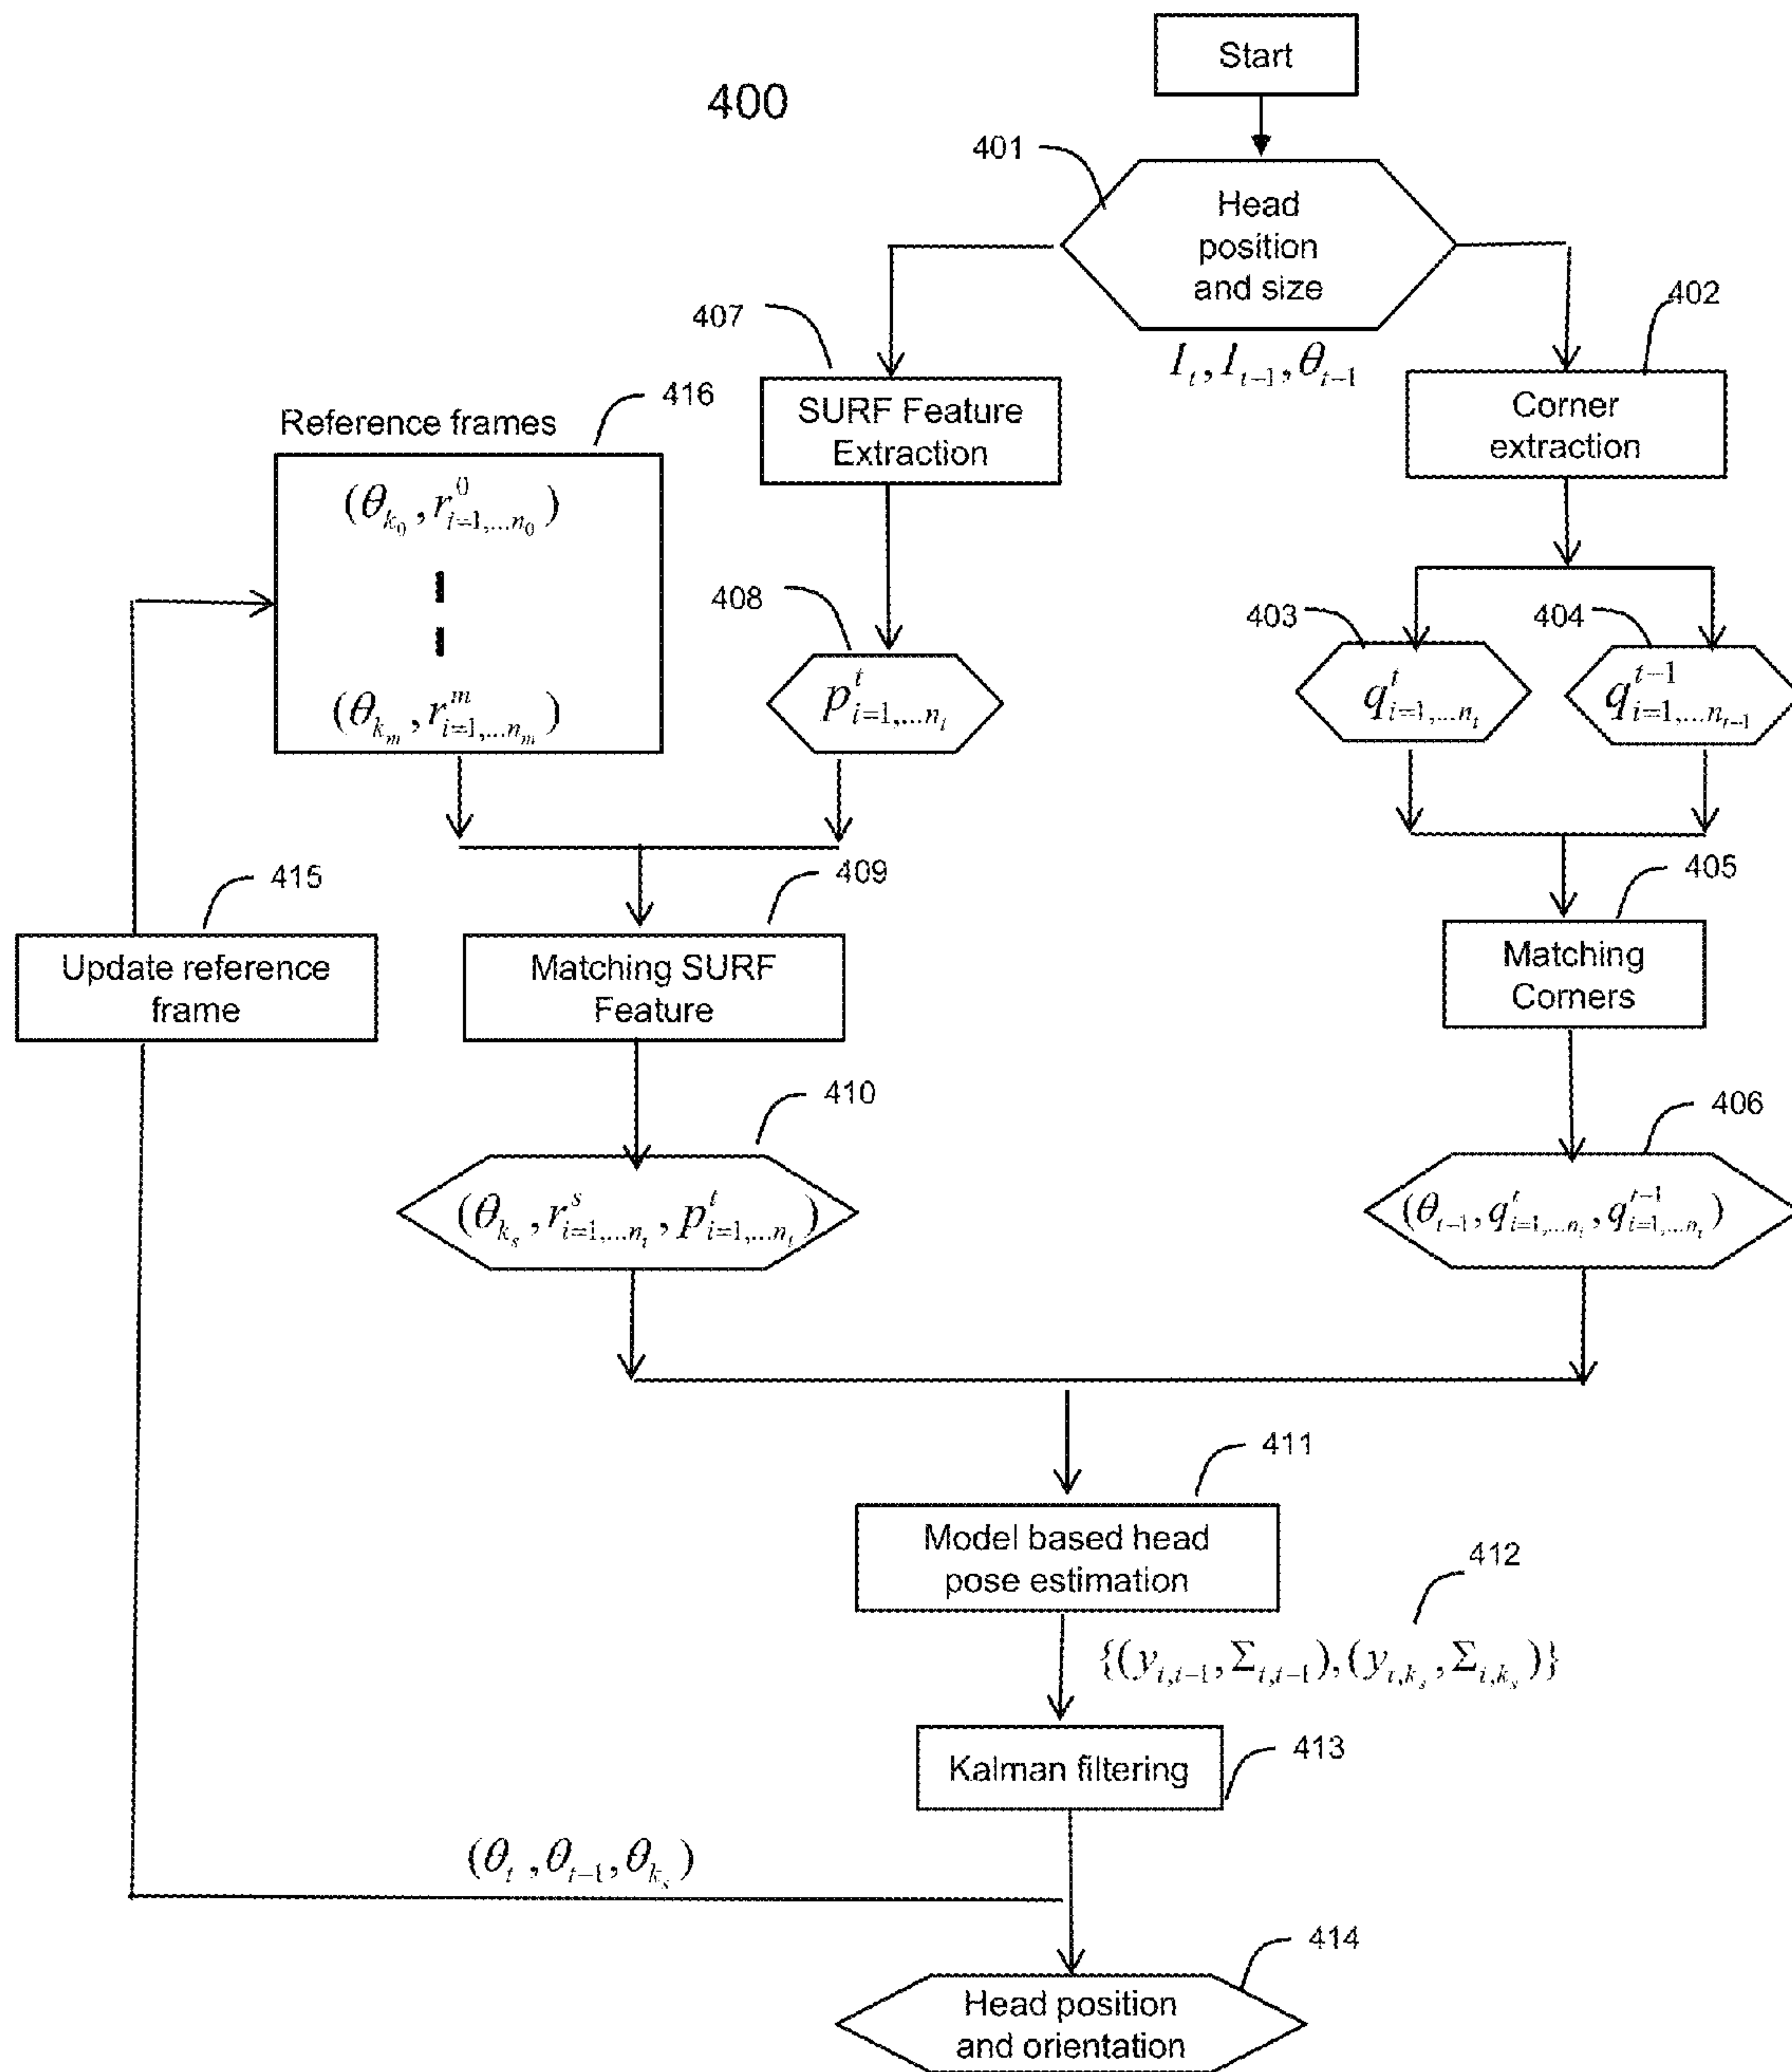 400
Start
401
Head
position
and size
I_t, I_{t-1}, θ_{t-1}
407
SURF Feature
Extraction
402
Corner
extraction
Reference frames
416
(θ_{k_0}, r^0_{i=1,...n_0})
(θ_{k_m}, r^m_{i=1,...n_m})
408
p^t_{i=1,...n_t}
403
q^t_{i=1,...n_t}
404
q^{t-1}_{i=1,...n_{t-1}}
415
Update reference
frame
409
Matching SURF
Feature
405
Matching
Corners
410
(θ_{k_s}, r^s_{i=1,...n_t}, p^t_{i=1,...n_t})
406
(θ_{t-1}, q^t_{i=1,...n_t}, q^{t-1}_{i=1,...n_t})
411
Model based head
pose estimation
412
{(y_{t,t-1}, Σ_{t,t-1}), (y_{t,k_s}, Σ_{t,k_s})}
Kalman filtering
413
(θ_t, θ_{t-1}, θ_{k_s})
414
Head position
and orientation